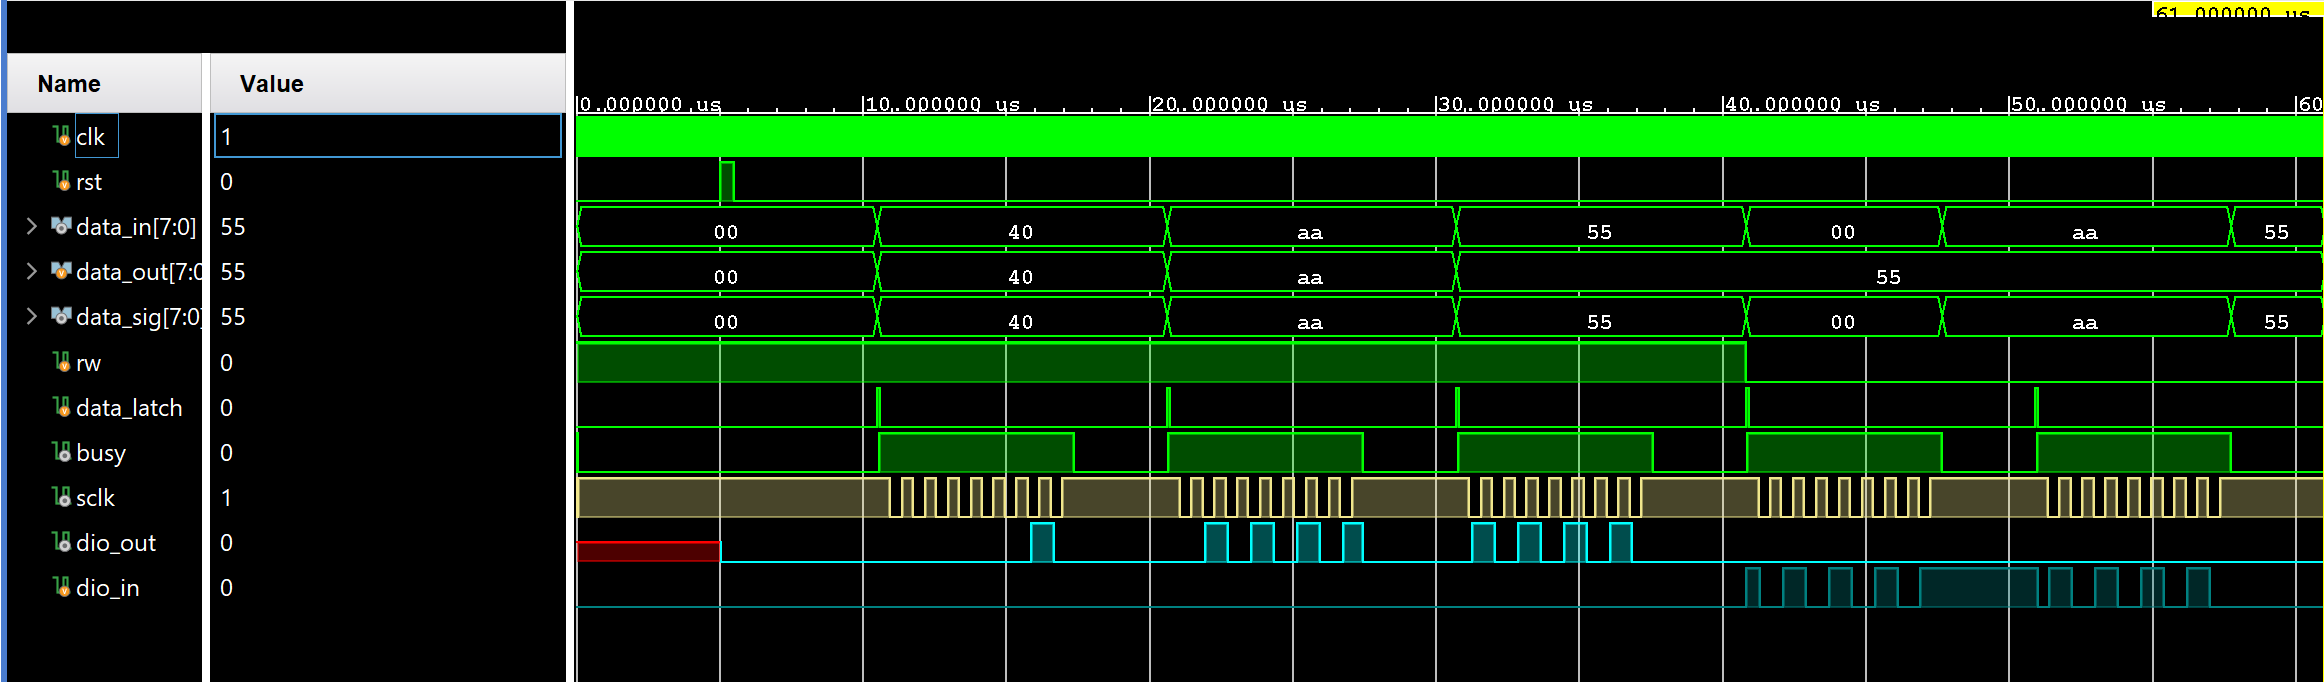 61.000000 us
Name Value
0.000000 us 10.000000 us 20.000000 us 30.000000 us 40.000000 us 50.000000 us 60
clk 1
rst 0
data_in[7:0] 55 00 40 aa 55 00 aa 55
data_out[7:0 55 00 40 aa 55
data_sig[7:0] 55 00 40 aa 55 00 aa 55
rw 0
data_latch 0
busy 0
sclk 1
dio_out 0
dio_in 0